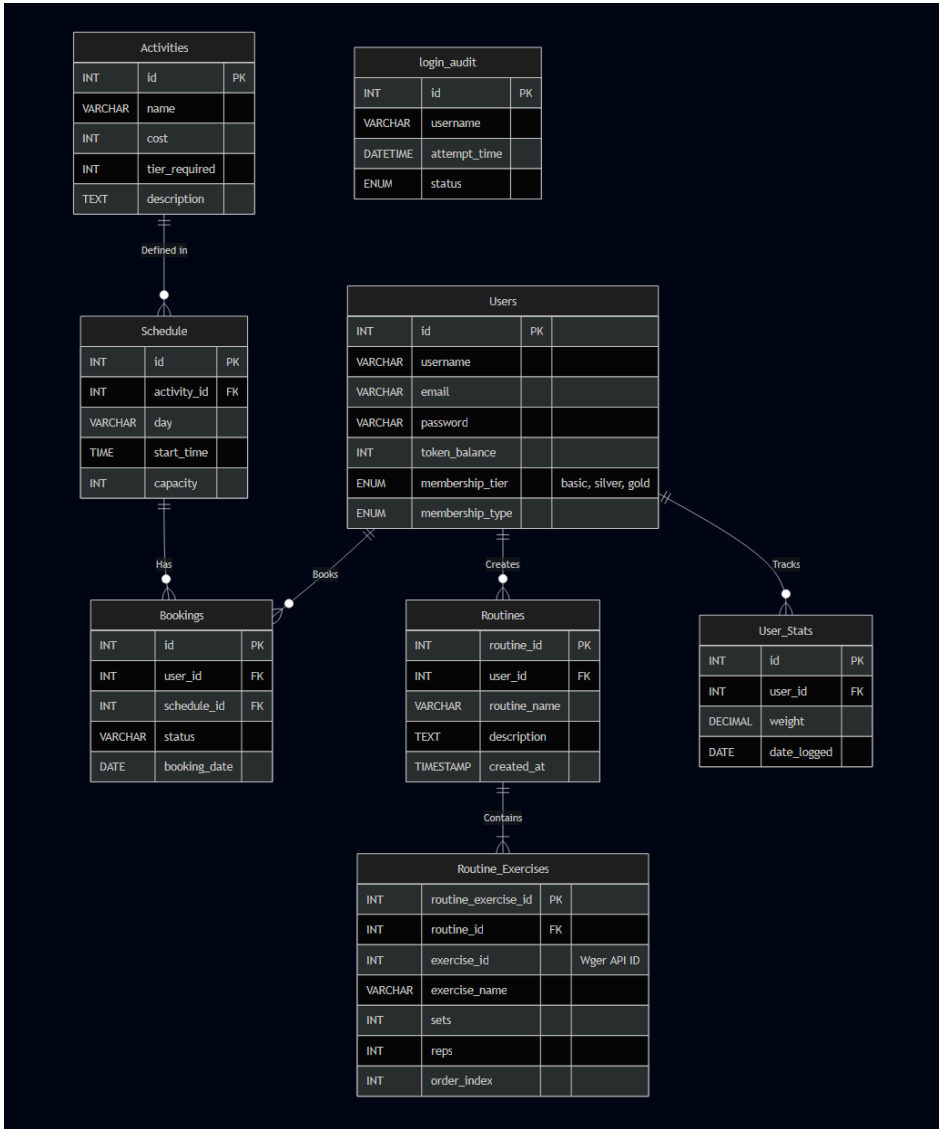 Activities
INT id PK
VARCHAR name
INT cost
INT tier_required
TEXT description
login_audit
INT id PK
VARCHAR username
DATETIME attempt_time
ENUM status
Defined in
Schedule
INT id PK
INT activity_id FK
VARCHAR day
TIME start_time
INT capacity
Users
INT id PK
VARCHAR username
VARCHAR email
VARCHAR password
INT token_balance
ENUM membership_tier basic, silver, gold
ENUM membership_type
Has
Books
Creates
Tracks
Bookings
INT id PK
INT user_id FK
INT schedule_id FK
VARCHAR status
DATE booking_date
Routines
INT routine_id PK
INT user_id FK
VARCHAR routine_name
TEXT description
TIMESTAMP created_at
User_Stats
INT id PK
INT user_id FK
DECIMAL weight
DATE date_logged
Contains
Routine_Exercises
INT routine_exercise_id PK
INT routine_id FK
INT exercise_id Wger API ID
VARCHAR exercise_name
INT sets
INT reps
INT order_index